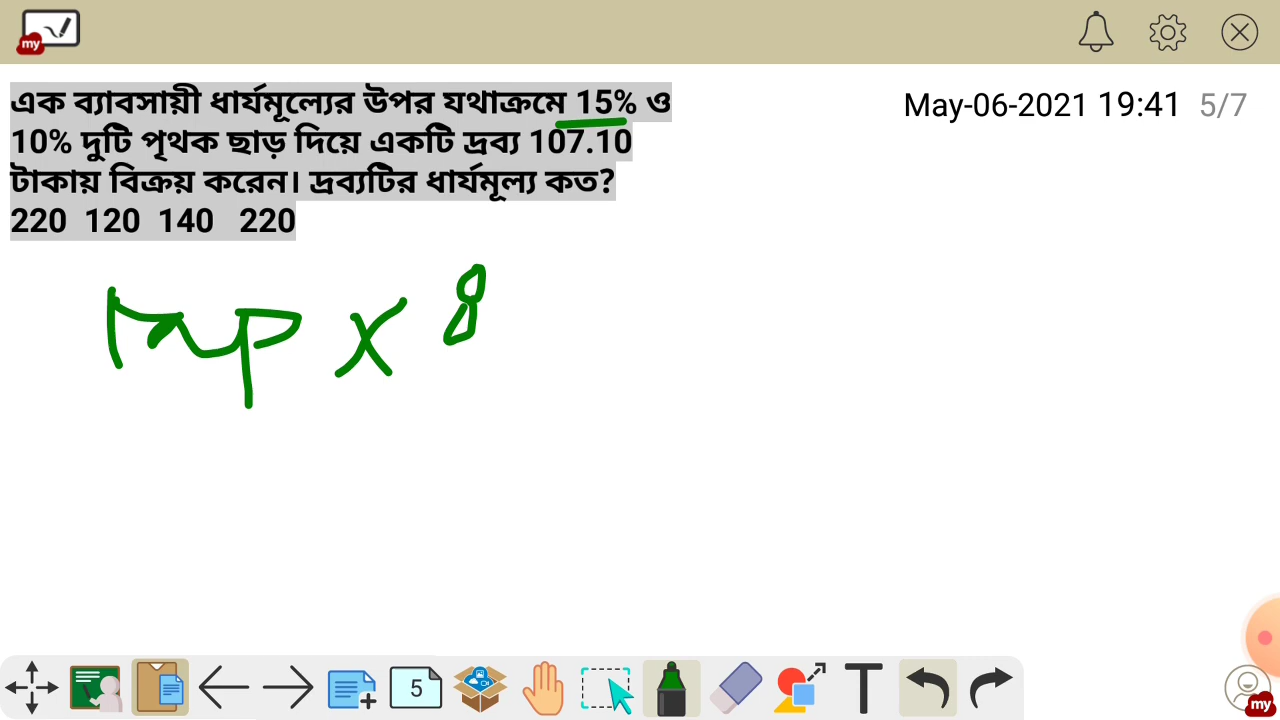 my
May-06-2021 19:41 5/7
এক ব্যাবসায়ী ধার্যমূল্যের উপর যথাক্রমে 15% ও
10% দুটি পৃথক ছাড় দিয়ে একটি দ্রব্য 107.10
টাকায় বিক্রয় করেন। দ্রব্যটির ধার্যমূল্য কত?
220 120 140 220
mp x 8
5
T
my